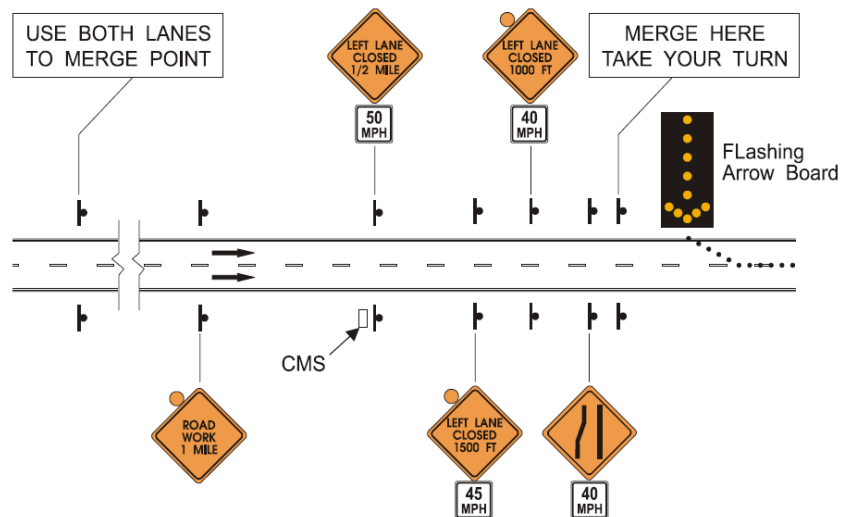 USE BOTH LANES
TO MERGE POINT
LEFT LANE
CLOSED
1/2 MILE
50
MPH
LEFT LANE
CLOSED
1000 FT
40
MPH
MERGE HERE
TAKE YOUR TURN
FLashing
Arrow Board
CMS
ROAD
WORK
1 MILE
LEFT LANE
CLOSED
1500 FT
45
MPH
40
MPH